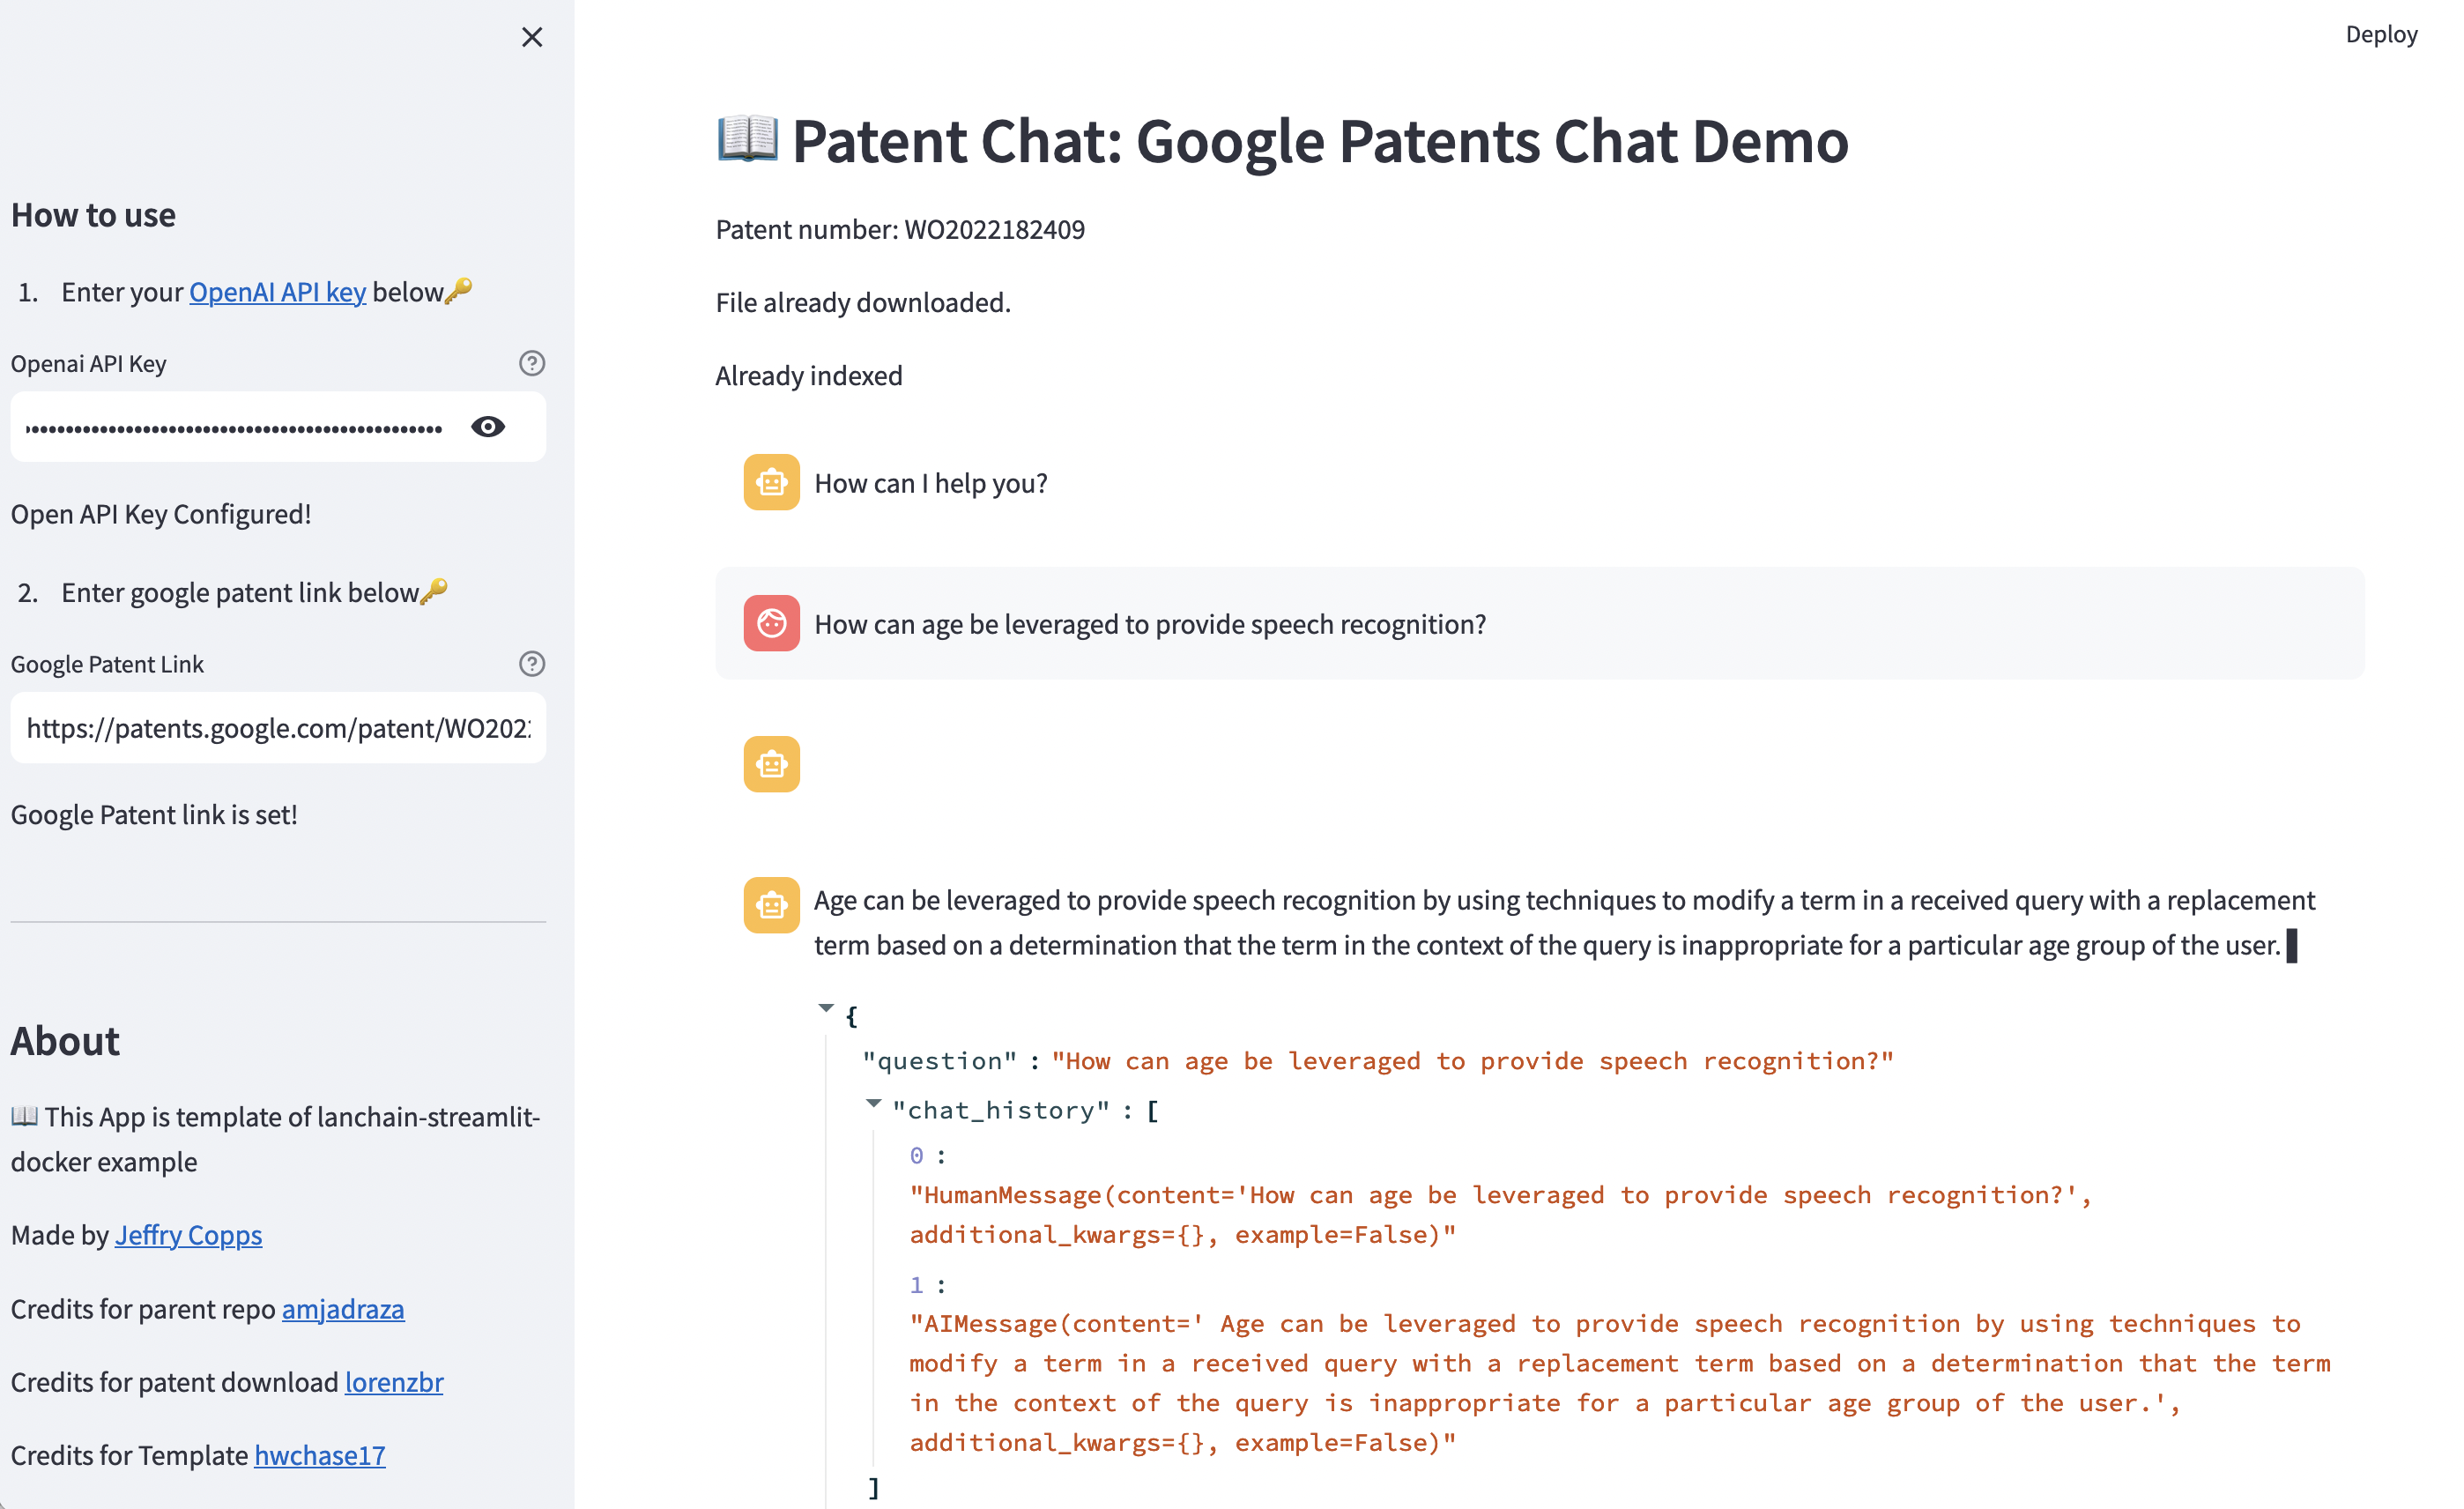 Deploy
How to use
1. Enter your OpenAI API key below🔑
Openai API Key
Open API Key Configured!
2. Enter google patent link below🔑
Google Patent Link
https://patents.google.com/patent/WO202
Google Patent link is set!
About
📖 This App is template of lanchain-streamlit-
docker example
Made by Jeffry Copps
Credits for parent repo amjadraza
Credits for patent download lorenzbr
Credits for Template hwchase17
📖 Patent Chat: Google Patents Chat Demo
Patent number: WO2022182409
File already downloaded.
Already indexed
How can I help you?
How can age be leveraged to provide speech recognition?
Age can be leveraged to provide speech recognition by using techniques to modify a term in a received query with a replacement
term based on a determination that the term in the context of the query is inappropriate for a particular age group of the user.
{
"question" : "How can age be leveraged to provide speech recognition?"
"chat_history" : [
0 :
"HumanMessage(content='How can age be leveraged to provide speech recognition?',
additional_kwargs={}, example=False)"
1 :
"AIMessage(content=' Age can be leveraged to provide speech recognition by using techniques to
modify a term in a received query with a replacement term based on a determination that the term
in the context of the query is inappropriate for a particular age group of the user.',
additional_kwargs={}, example=False)"
]